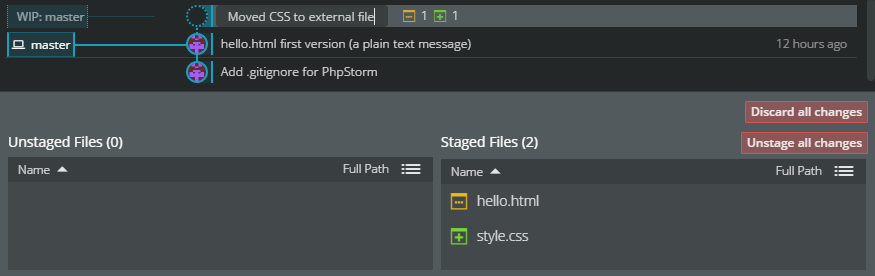 WIP: master Moved CSS to external file 1 1
master hello.html first version (a plain text message) 12 hours ago
Add .gitignore for PhpStorm
Discard all changes
Unstaged Files (0) Staged Files (2) Unstage all changes
Name Full Path Name Full Path
hello.html
style.css